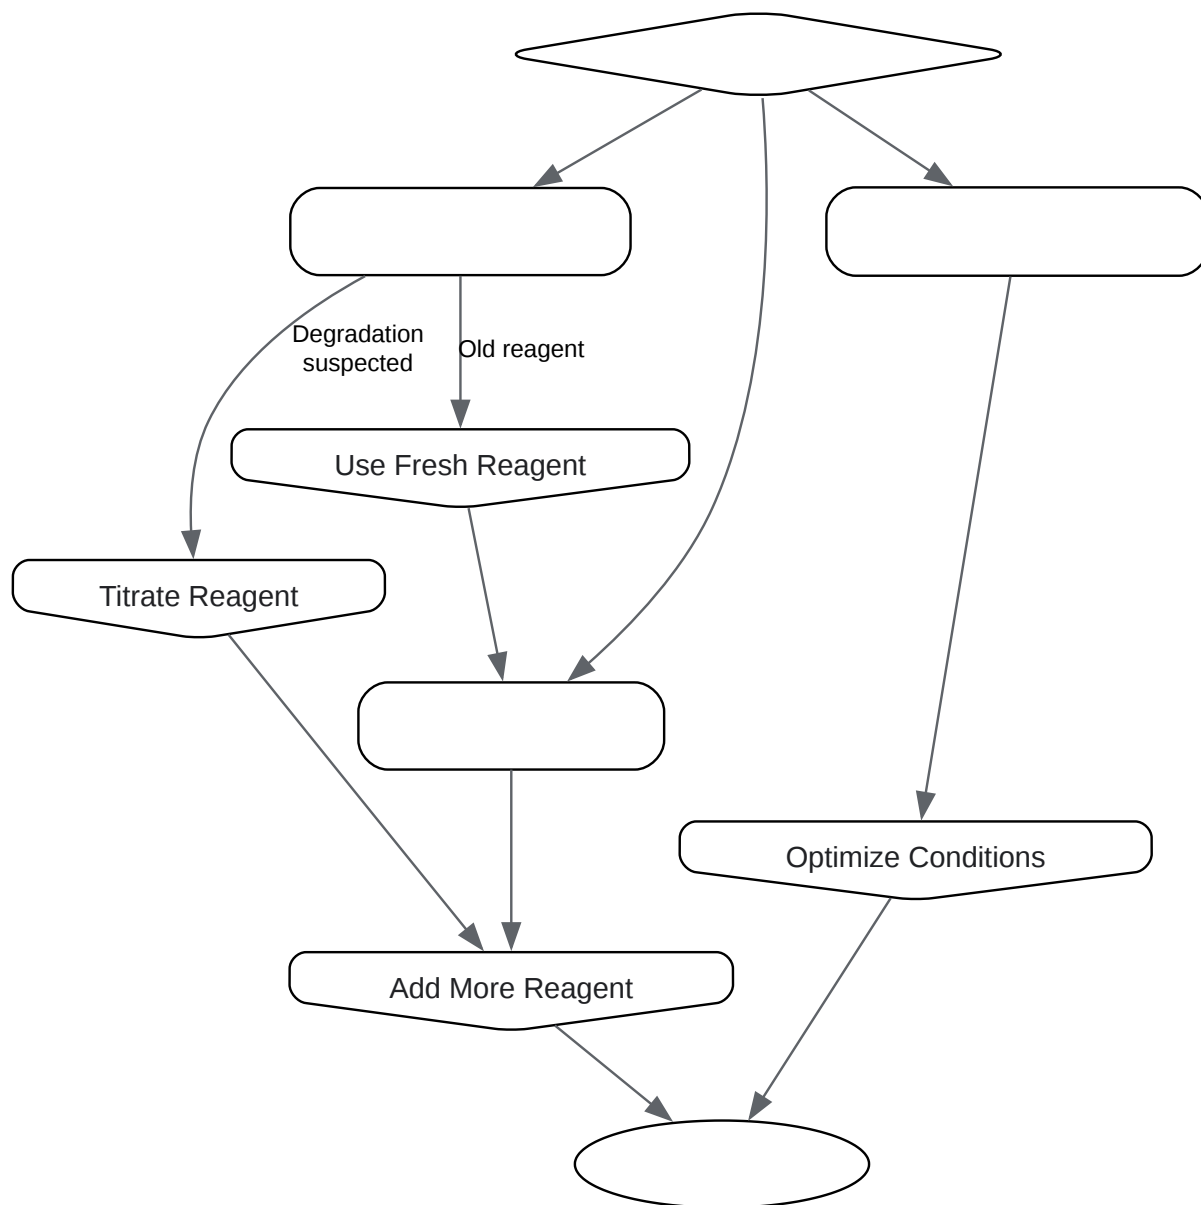 Degradation
suspected
Old reagent
Use Fresh Reagent
Titrate Reagent
Optimize Conditions
Add More Reagent